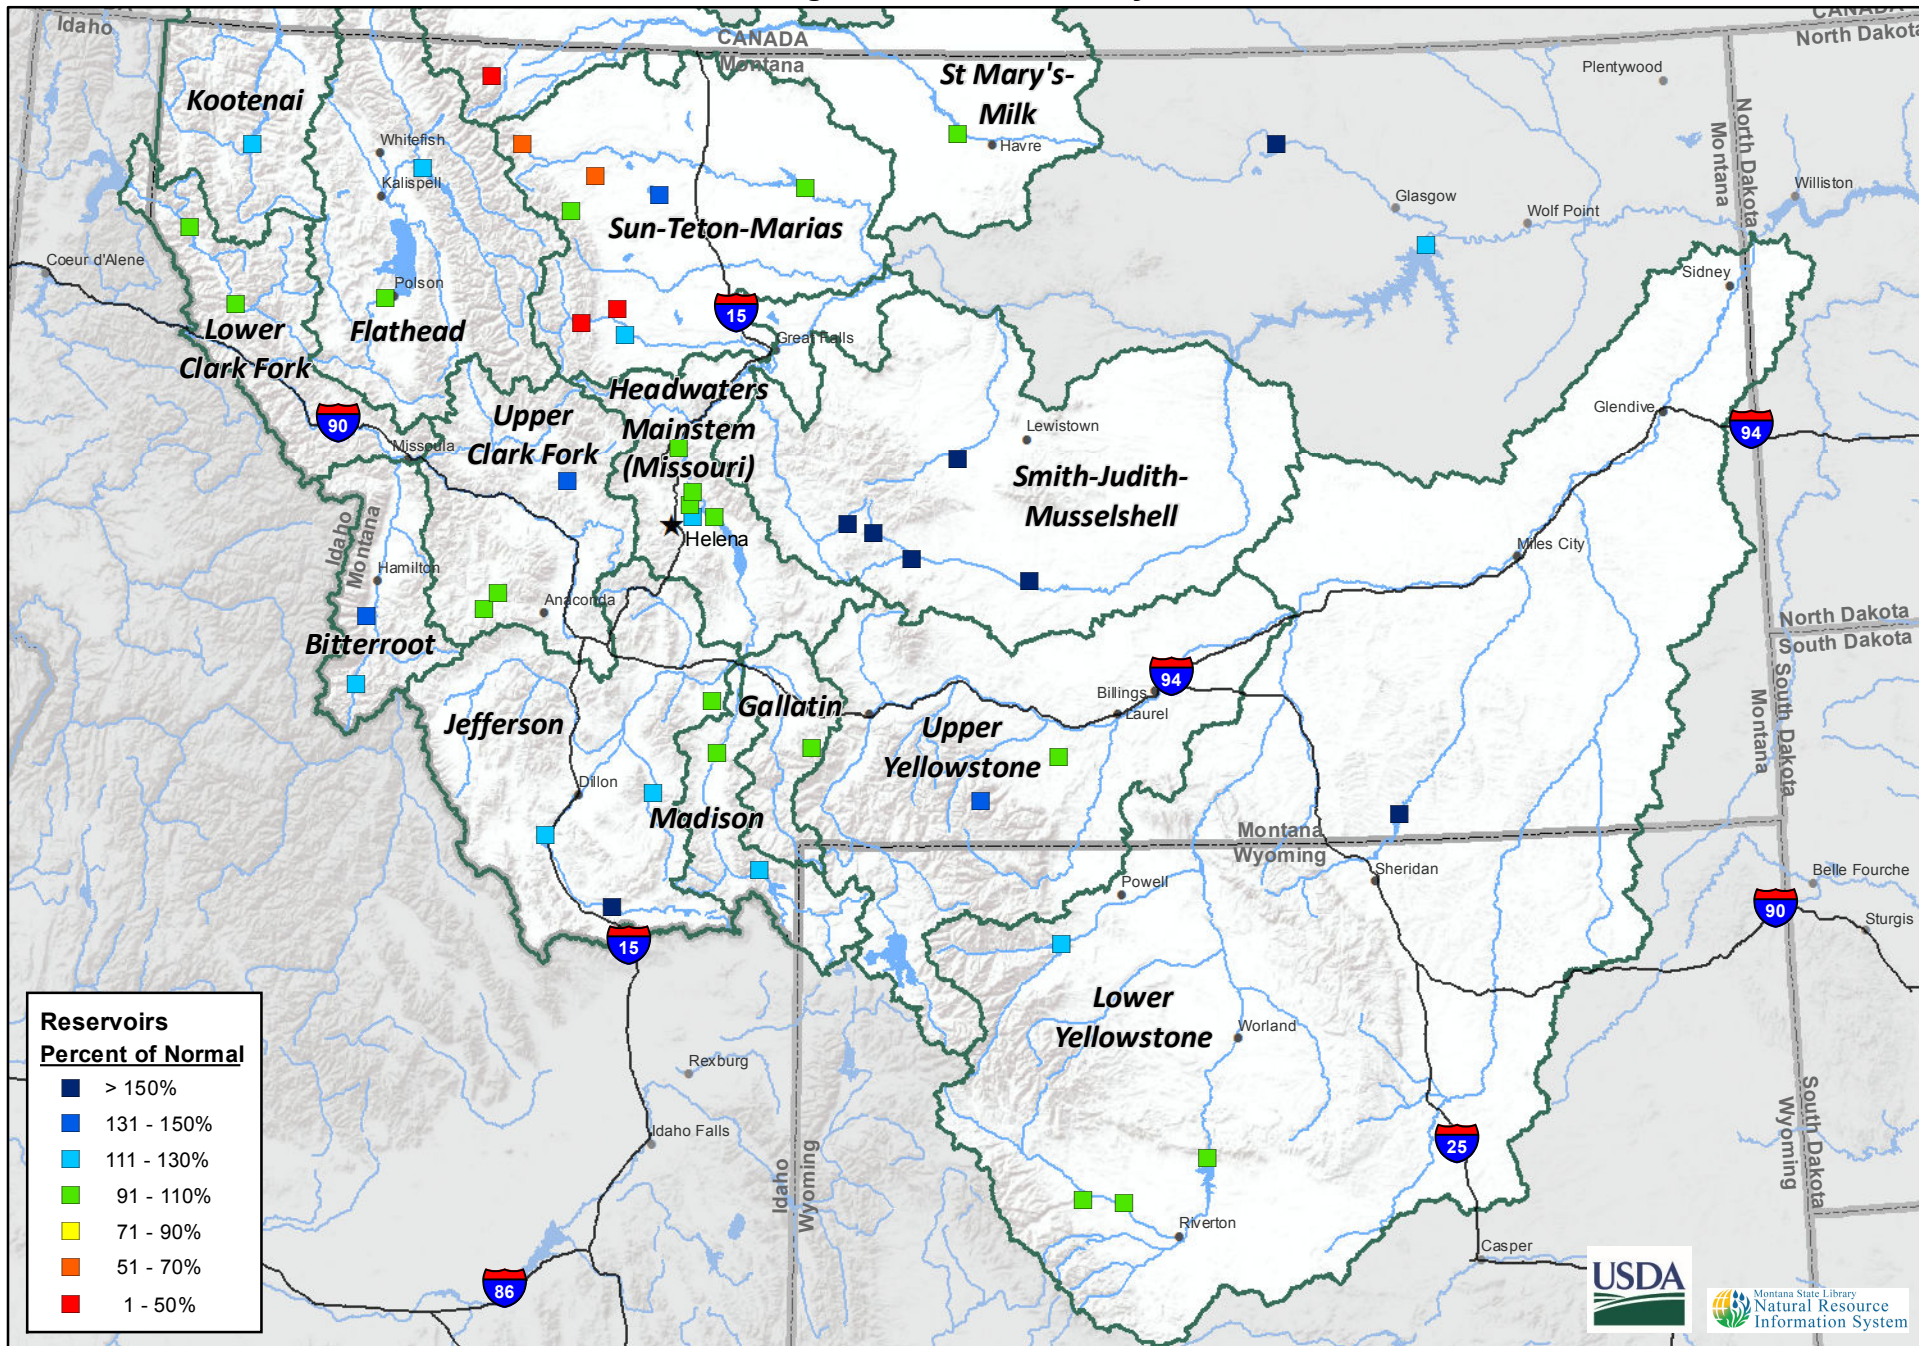 CANADA
Idaho
CANADA
Montana
North Dakota
Plentywood
St Mary's-
Milk
Kootenai
Whitefish
Havre
North Dakota
Montana
Kalispell
Williston
Glasgow
Wolf Point
Sun-Teton-Marias
Coeur d'Alene
Polson
Sidney
15
Lower
Clark Fork
Flathead
Great Falls
Headwaters
Mainstem
(Missouri)
Upper
Clark Fork
90
Glendive
94
Lewistown
Missoula
Smith-Judith-
Musselshell
Idaho
Montana
Helena
Miles City
Hamilton
Anaconda
North Dakota
South Dakota
Bitterroot
94
Billings
Laurel
South Dakota
Montana
Gallatin
Jefferson
Upper
Yellowstone
Dillon
Madison
Montana
Wyoming
Sheridan
Belle Fourche
Powell
90
Sturgis
15
Lower
Yellowstone
Worland
Reservoirs
Percent of Normal
> 150%
131 - 150%
111 - 130%
91 - 110%
71 - 90%
51 - 70%
1 - 50%
Rexburg
Idaho Falls
25
South Dakota
Wyoming
Idaho
Wyoming
Riverton
Casper
86
USDA
Montana State Library
Natural Resource
Information System